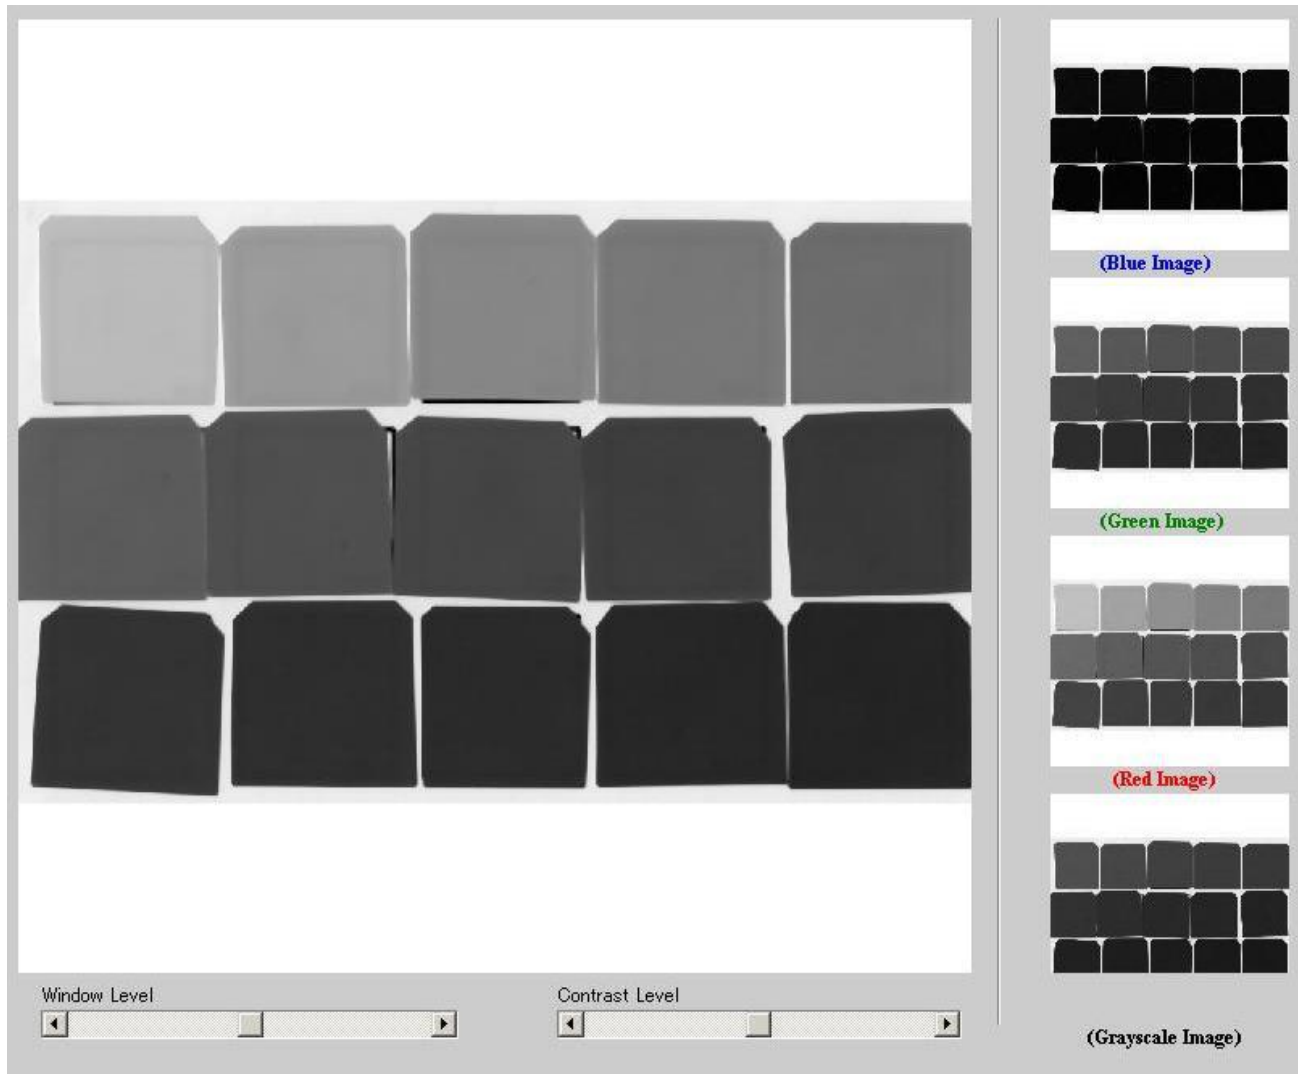 (Blue Image)
(Green Image)
(Red Image)
Window Level
Contrast Level
(Grayscale Image)